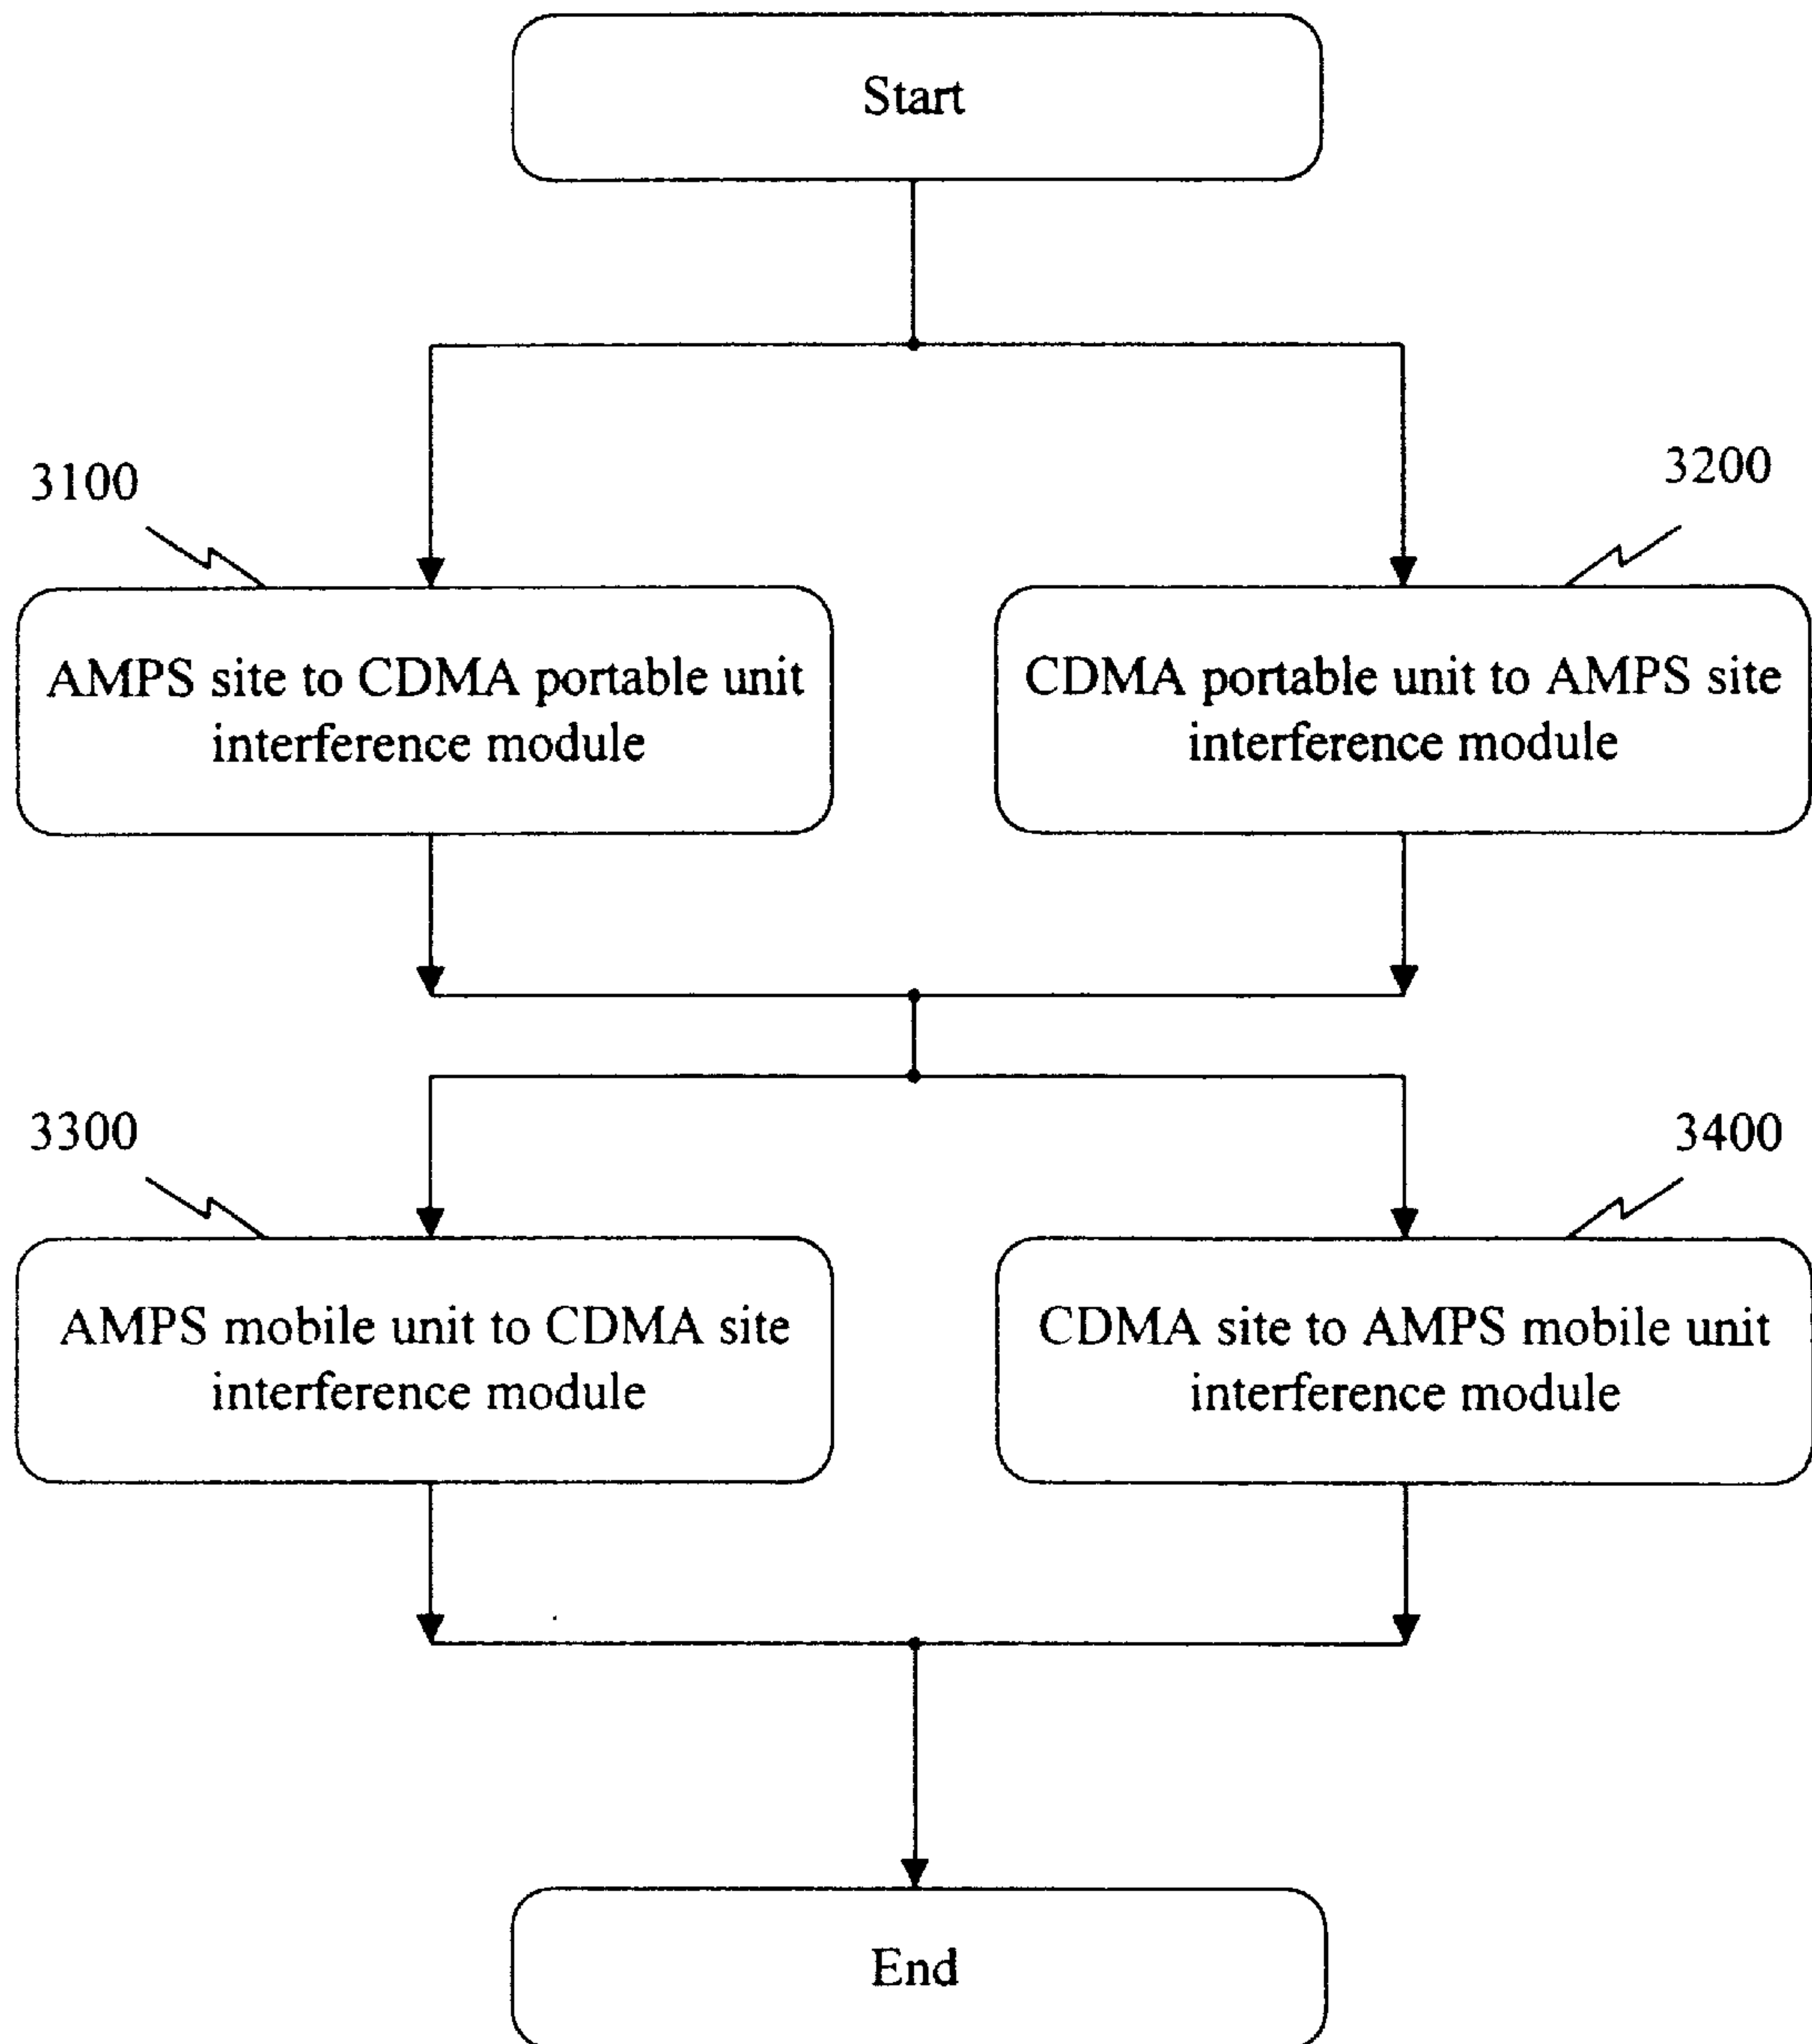 Start
3100
3200
AMPS site to CDMA portable unit
interference module
CDMA portable unit to AMPS site
interference module
3300
3400
AMPS mobile unit to CDMA site
interference module
CDMA site to AMPS mobile unit
interference module
End